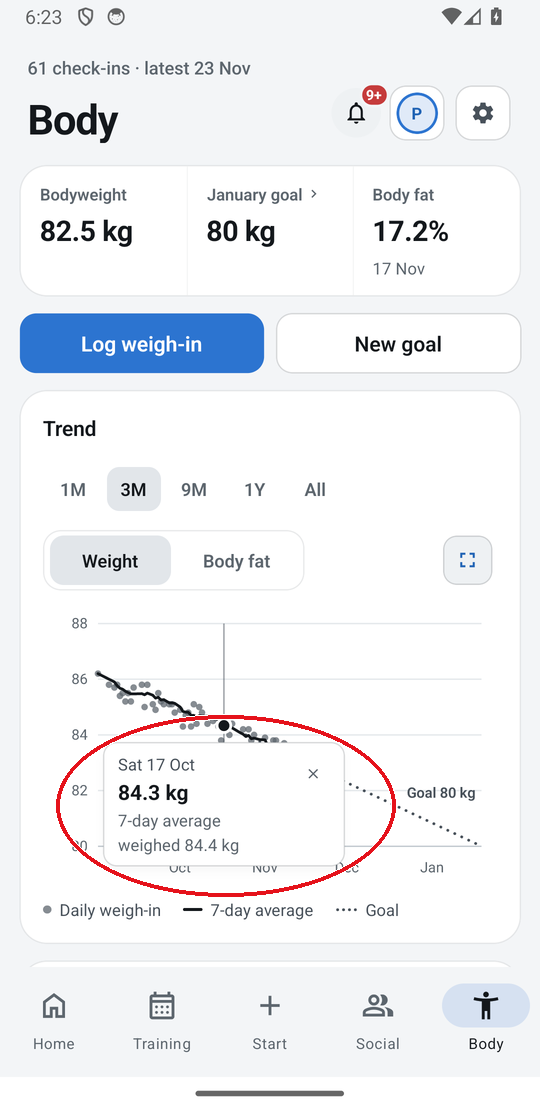 6:23
61 check-ins · latest 23 Nov
Body
9+
P
Bodyweight
January goal
Body fat
82.5 kg
80 kg
17.2%
17 Nov
Log weigh-in
New goal
Trend
1M 3M 9M 1Y All
Weight
Body fat
88
86
84
82
80
Sat 17 Oct
84.3 kg
7-day average
weighed 84.4 kg
Goal 80 kg
Oct Nov Dec Jan
Daily weigh-in 7-day average Goal
Home Training Start Social Body